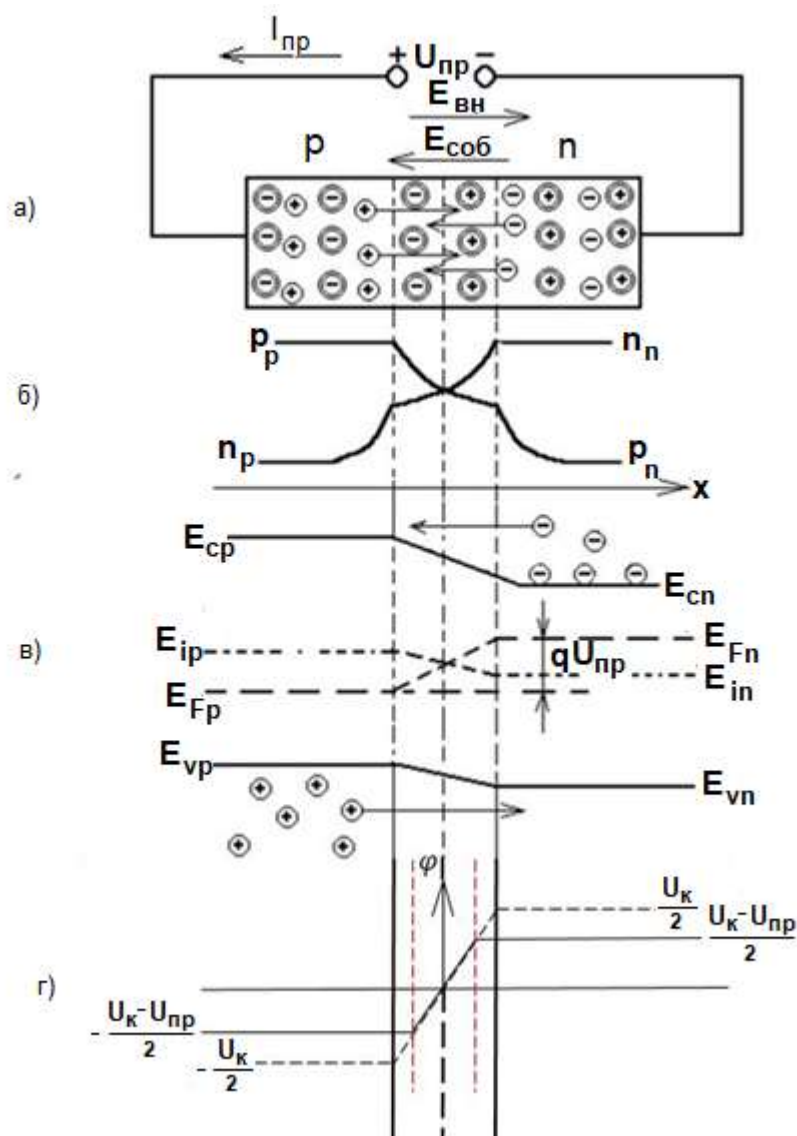 Iпр
+ Uпр −
Eвн
p Eсоб n
а)
pp nn
б)
np pn
x
Ecp
Ecn
в)
Eip EFn
qUпр
EFp Ein
Evp
Evn
φ
Uк/2
Uк-Uпр/2
г)
- Uк-Uпр/2
- Uк/2